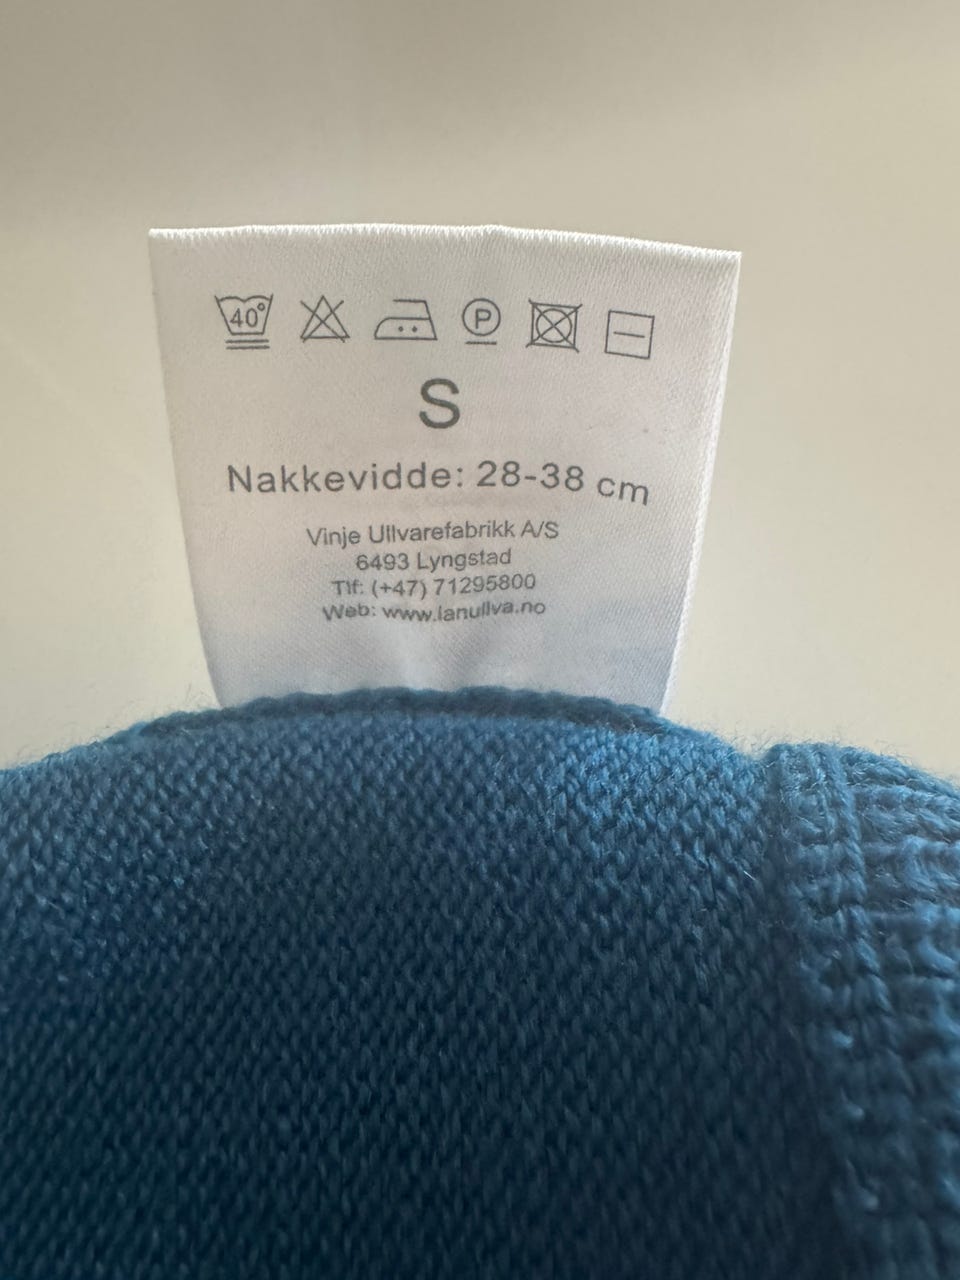 40°
P
S
Nakkevidde: 28-38 cm
Vinje Ullvarefabrikk A/S
6493 Lyngstad
Tlf: (+47) 71295800
Web: www.lanullva.no